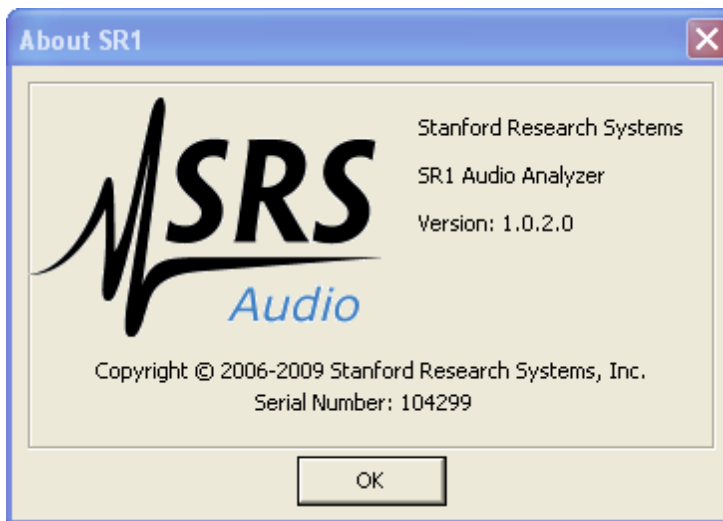 About SR1
SRS
Audio
Stanford Research Systems
SR1 Audio Analyzer
Version: 1.0.2.0
Copyright © 2006-2009 Stanford Research Systems, Inc.
Serial Number: 104299
OK